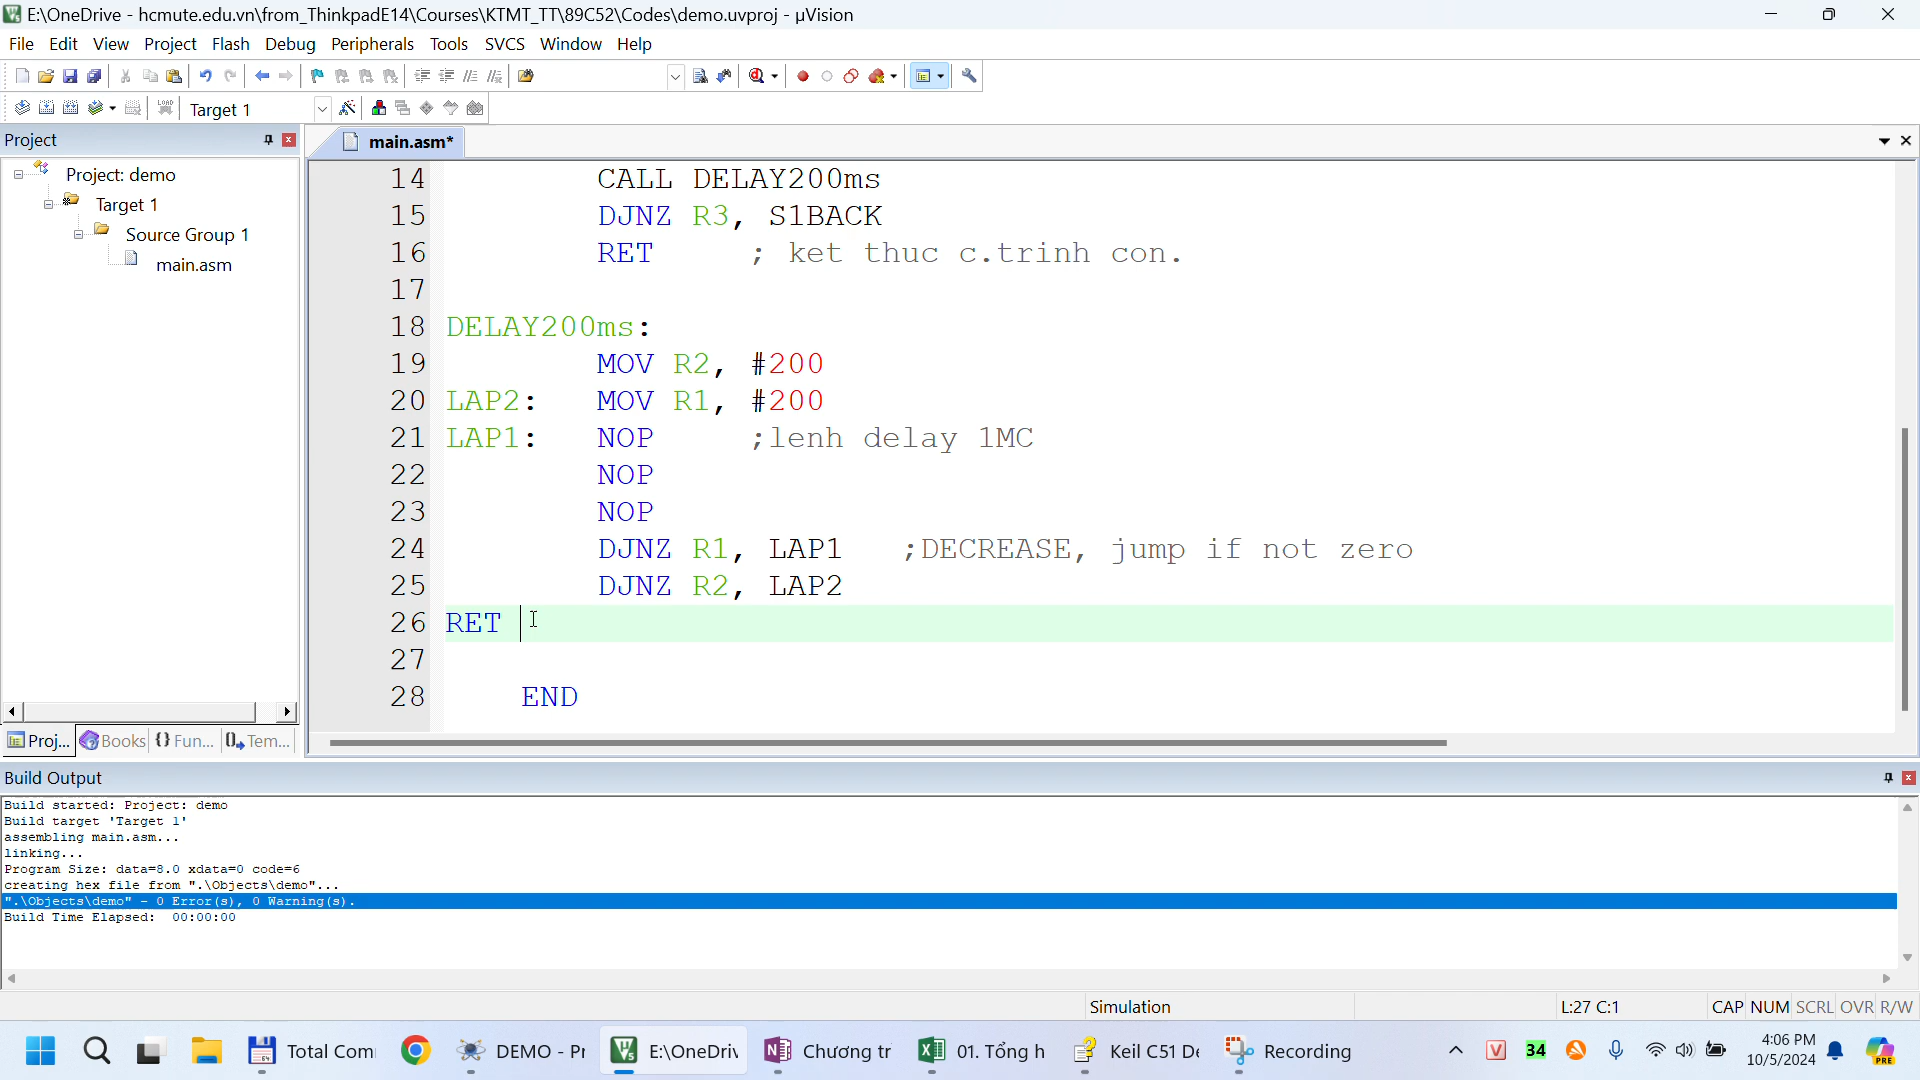 E:\OneDrive - hcmute.edu.vn\from_ThinkpadE14\Courses\KTMT_TT\89C52\Codes\demo.uvproj - µVision
File Edit View Project Flash Debug Peripherals Tools SVCS Window Help
Target 1
Project
main.asm*
Project: demo
Target 1
Source Group 1
main.asm
14 CALL DELAY200ms
15 DJNZ R3, S1BACK
16 RET ; ket thuc c.trinh con.
17
18 DELAY200ms:
19 MOV R2, #200
20 LAP2: MOV R1, #200
21 LAP1: NOP ;lenh delay 1MC
22 NOP
23 NOP
24 DJNZ R1, LAP1 ;DECREASE, jump if not zero
25 DJNZ R2, LAP2
26 RET
27
28 END
Proj... Books {} Fun... Tem...
Build Output
Build started: Project: demo
Build target 'Target 1'
assembling main.asm...
linking...
Program Size: data=8.0 xdata=0 code=6
creating hex file from ".\Objects\demo"...
".\Objects\demo" - 0 Error(s), 0 Warning(s).
Build Time Elapsed: 00:00:00
Simulation L:27 C:1 CAP NUM SCRL OVR R/W
Total Com DEMO - Pr E:\OneDriv Chương tr 01. Tổng h Keil C51 De Recording V 34 4:06 PM
10/5/2024